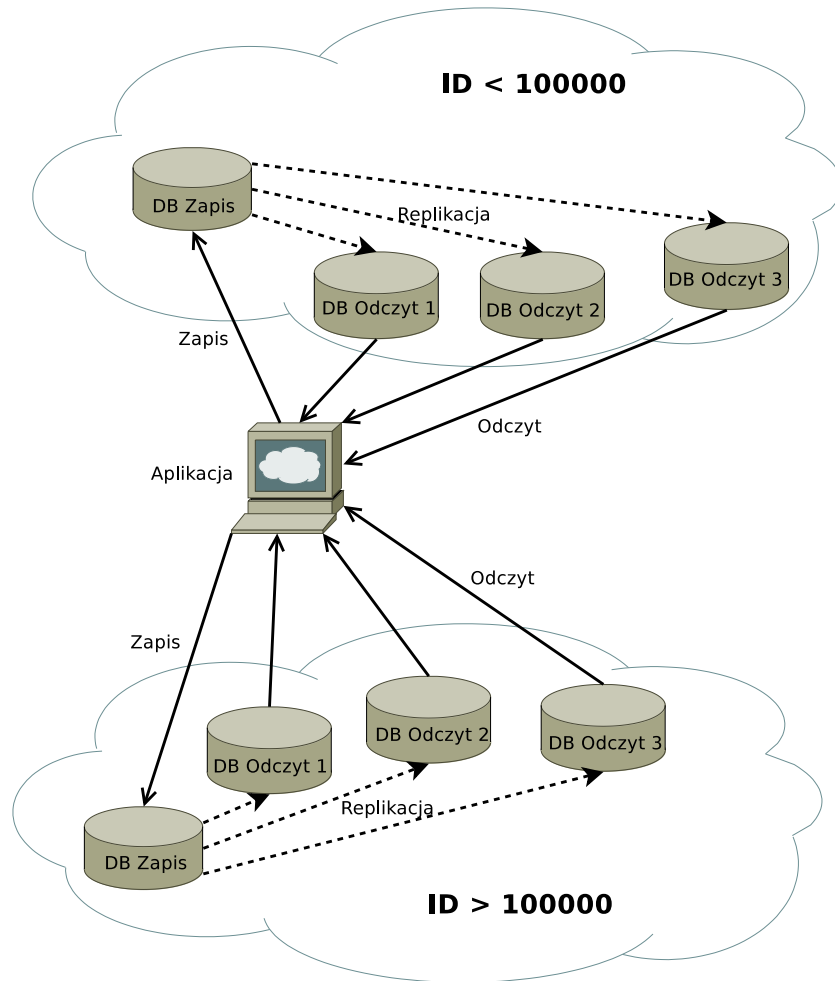 ID < 100000
DB Zapis
Replikacja
DB Odczyt 1
DB Odczyt 2
DB Odczyt 3
Zapis
Odczyt
Aplikacja
Odczyt
Zapis
DB Odczyt 1
DB Odczyt 2
DB Odczyt 3
Replikacja
DB Zapis
ID > 100000